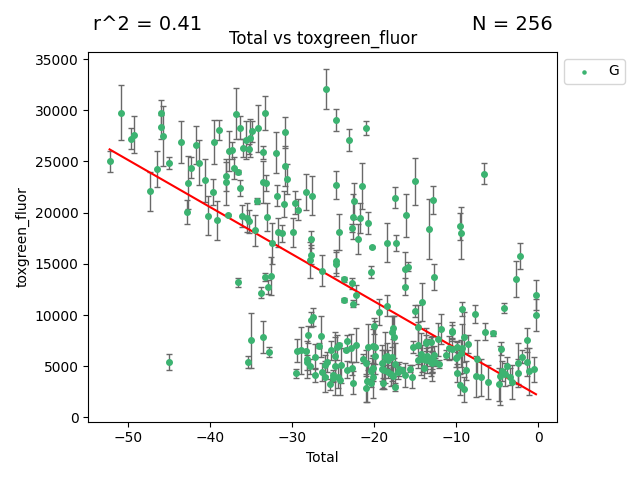 r^2 = 0.41 N = 256
Total vs toxgreen_fluor
G
35000
30000
25000
20000
15000
10000
5000
0
toxgreen_fluor
−50 −40 −30 −20 −10 0
Total